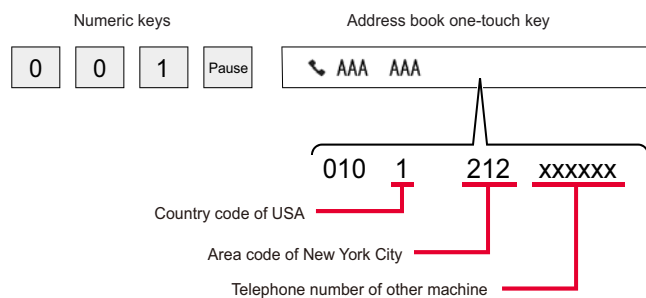 Numeric keys Address book one-touch key
0 0 1 Pause AAA AAA
010 1 212 xxxxxx
Country code of USA
Area code of New York City
Telephone number of other machine